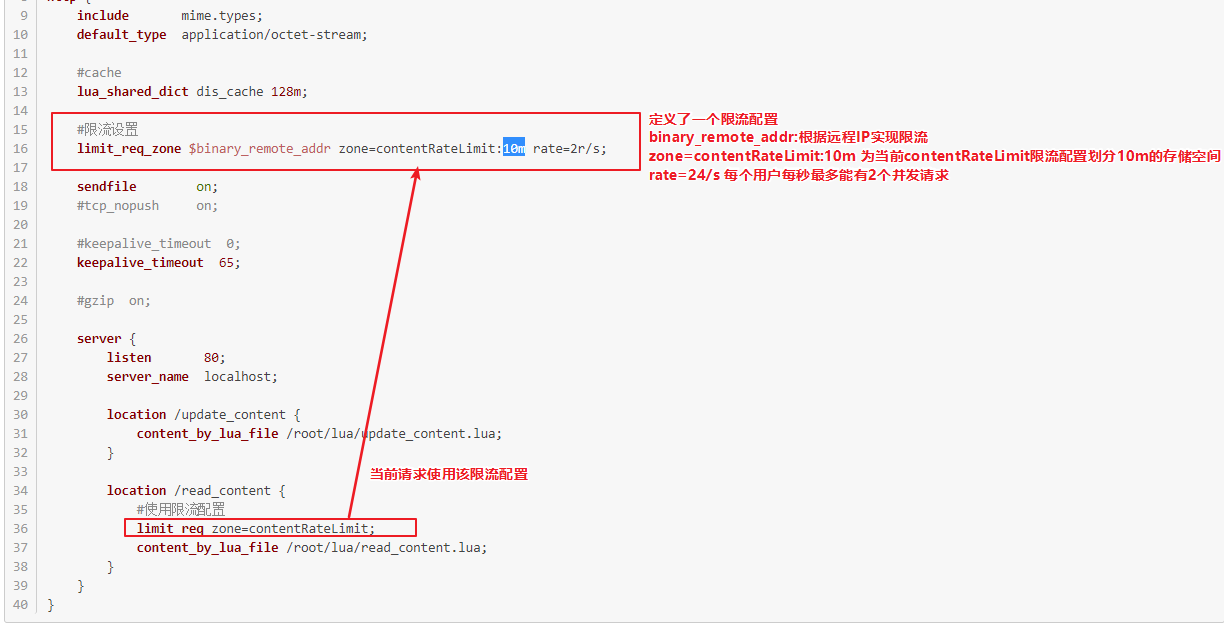 8 http {
9 include mime.types;
10 default_type application/octet-stream;
11
12 #cache
13 lua_shared_dict dis_cache 128m;
14
15 #限流设置
16 limit_req_zone $binary_remote_addr zone=contentRateLimit:10m rate=2r/s;
17
定义了一个限流配置
binary_remote_addr:根据远程IP实现限流
zone=contentRateLimit:10m 为当前contentRateLimit限流配置划分10m的存储空间
rate=24/s 每个用户每秒最多能有2个并发请求
18 sendfile on;
19 #tcp_nopush on;
20
21 #keepalive_timeout 0;
22 keepalive_timeout 65;
23
24 #gzip on;
25
26 server {
27 listen 80;
28 server_name localhost;
29
30 location /update_content {
31 content_by_lua_file /root/lua/update_content.lua;
32 }
33
当前请求使用该限流配置
34 location /read_content {
35 #使用限流配置
36 limit_req zone=contentRateLimit;
37 content_by_lua_file /root/lua/read_content.lua;
38 }
39 }
40 }